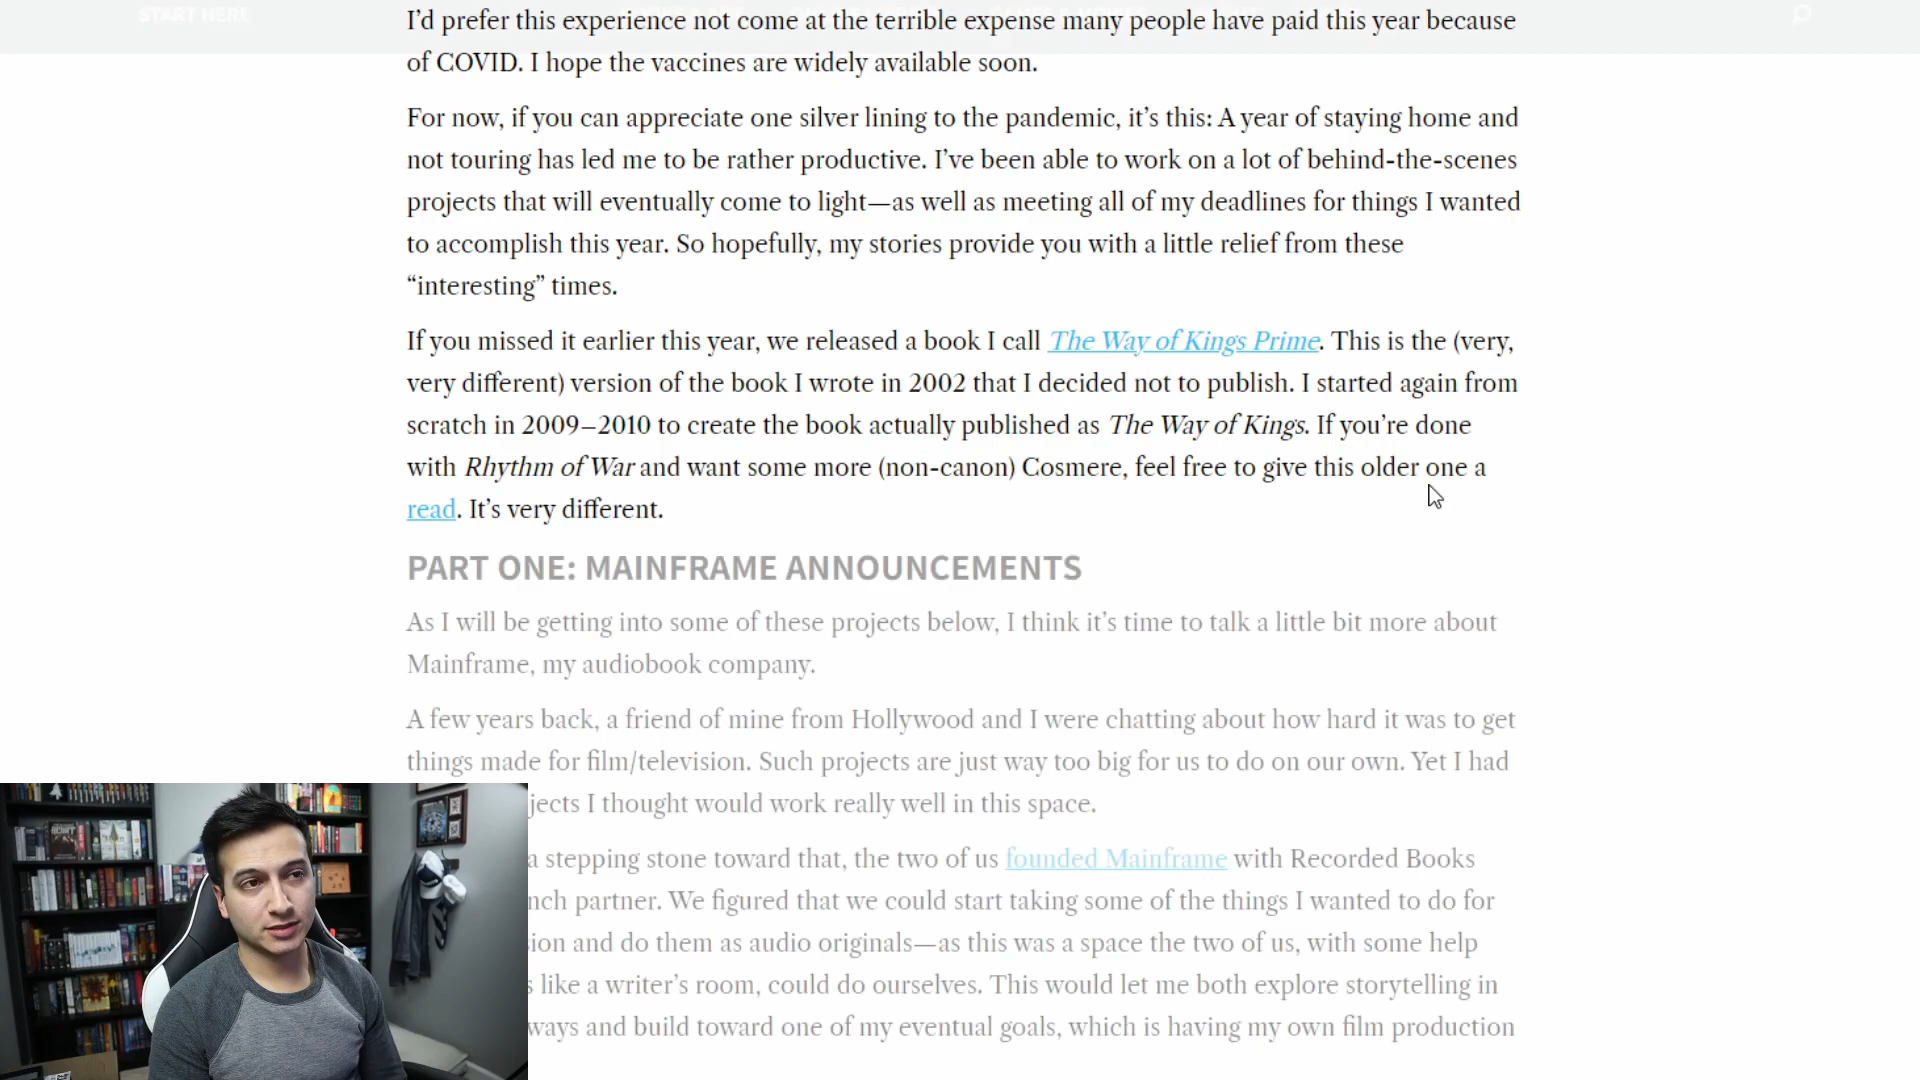 START HERE
I’d prefer this experience not come at the terrible expense many people have paid this year because
of COVID. I hope the vaccines are widely available soon.
For now, if you can appreciate one silver lining to the pandemic, it’s this: A year of staying home and
not touring has led me to be rather productive. I’ve been able to work on a lot of behind-the-scenes
projects that will eventually come to light—as well as meeting all of my deadlines for things I wanted
to accomplish this year. So hopefully, my stories provide you with a little relief from these
“interesting” times.
If you missed it earlier this year, we released a book I call The Way of Kings Prime. This is the (very,
very different) version of the book I wrote in 2002 that I decided not to publish. I started again from
scratch in 2009–2010 to create the book actually published as The Way of Kings. If you’re done
with Rhythm of War and want some more (non-canon) Cosmere, feel free to give this older one a
read. It’s very different.
PART ONE: MAINFRAME ANNOUNCEMENTS
As I will be getting into some of these projects below, I think it’s time to talk a little bit more about
Mainframe, my audiobook company.
A few years back, a friend of mine from Hollywood and I were chatting about how hard it was to get
things made for film/television. Such projects are just way too big for us to do on our own. Yet I had
jects I thought would work really well in this space.
a stepping stone toward that, the two of us founded Mainframe with Recorded Books
nch partner. We figured that we could start taking some of the things I wanted to do for
ion and do them as audio originals—as this was a space the two of us, with some help
s like a writer’s room, could do ourselves. This would let me both explore storytelling in
ways and build toward one of my eventual goals, which is having my own film production